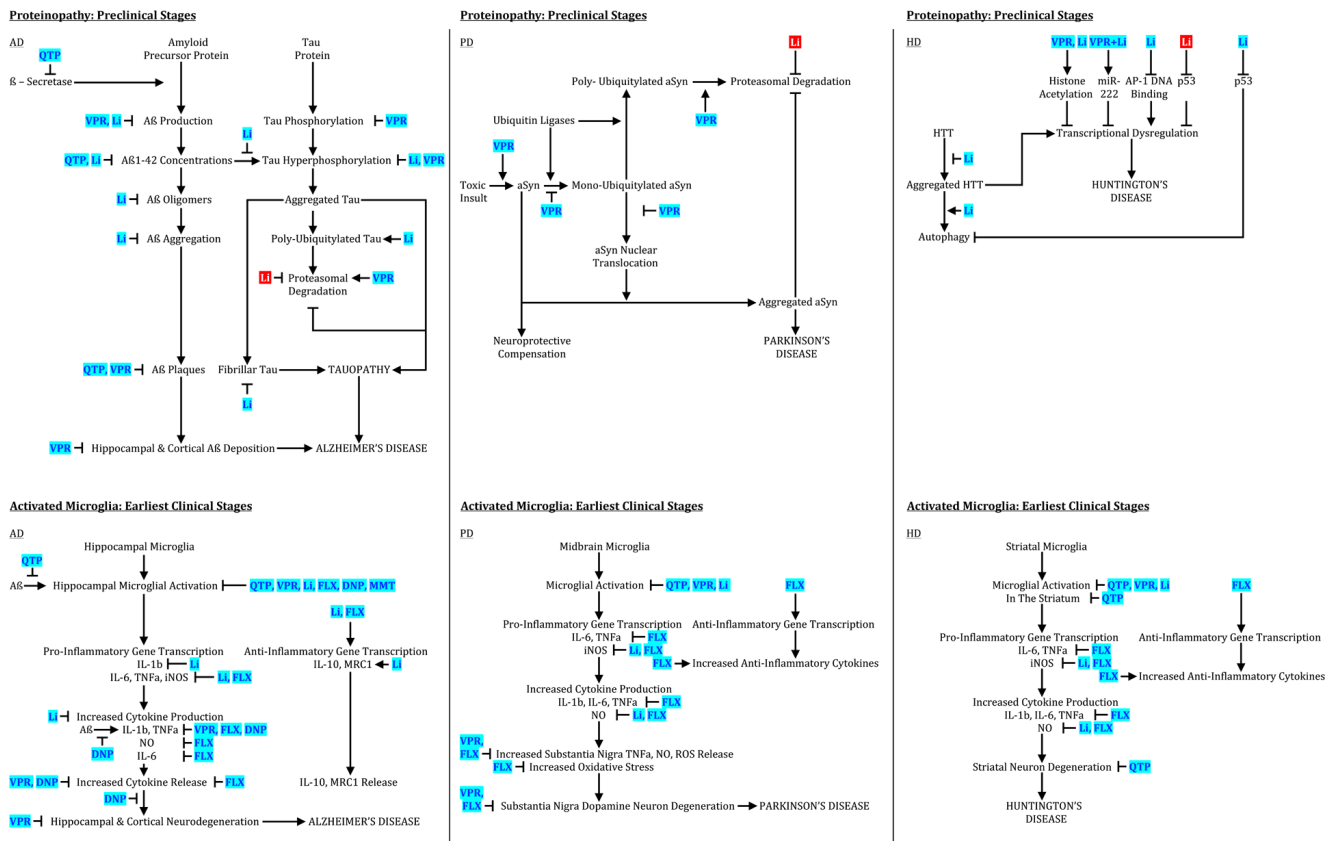 Proteinopathy: Preclinical Stages
AD
QTP
Amyloid
Precursor Protein
Tau
Protein
ß – Secretase
VPR, Li
Aß Production
Tau Phosphorylation
VPR
Li
QTP, Li
Aß1-42 Concentrations
Tau Hyperphosphorylation
Li, VPR
Li
Aß Oligomers
Aggregated Tau
Li
Aß Aggregation
Poly-Ubiquitylated Tau
Li
Li
Proteasomal
Degradation
VPR
QTP, VPR
Aß Plaques
Fibrillar Tau
TAUOPATHY
Li
VPR
Hippocampal & Cortical Aß Deposition
ALZHEIMER'S DISEASE
Proteinopathy: Preclinical Stages
PD
Li
Poly- Ubiquitylated aSyn
Proteasomal Degradation
Ubiquitin Ligases
VPR
VPR
Toxic
Insult
aSyn
Mono-Ubiquitylated aSyn
VPR
VPR
aSyn Nuclear
Translocation
Aggregated aSyn
Neuroprotective
Compensation
PARKINSON'S
DISEASE
Proteinopathy: Preclinical Stages
HD
VPR, Li
VPR+Li
Li
Li
Li
Histone
Acetylation
miR-
222
AP-1 DNA
Binding
p53
p53
HTT
Transcriptional Dysregulation
Li
Aggregated HTT
HUNTINGTON'S
DISEASE
Li
Autophagy
Activated Microglia: Earliest Clinical Stages
AD
Hippocampal Microglia
QTP
Aß
Hippocampal Microglial Activation
QTP, VPR, Li, FLX, DNP, MMT
Li, FLX
Pro-Inflammatory Gene Transcription
Anti-Inflammatory Gene Transcription
IL-1b
Li
IL-10, MRC1
Li
IL-6, TNFa, iNOS
Li, FLX
Li
Increased Cytokine Production
Aß
IL-1b, TNFa
VPR, FLX, DNP
NO
FLX
DNP
IL-6
FLX
VPR, DNP
Increased Cytokine Release
FLX
IL-10, MRC1 Release
DNP
VPR
Hippocampal & Cortical Neurodegeneration
ALZHEIMER'S DISEASE
Activated Microglia: Earliest Clinical Stages
PD
Midbrain Microglia
Microglial Activation
QTP, VPR, Li
FLX
Pro-Inflammatory Gene Transcription
Anti-Inflammatory Gene Transcription
IL-6, TNFa
FLX
iNOS
Li, FLX
FLX
Increased Anti-Inflammatory Cytokines
Increased Cytokine Production
IL-1b, IL-6, TNFa
FLX
NO
Li, FLX
VPR,
FLX
Increased Substantia Nigra TNFa, NO, ROS Release
FLX
Increased Oxidative Stress
VPR,
FLX
Substantia Nigra Dopamine Neuron Degeneration
PARKINSON'S DISEASE
Activated Microglia: Earliest Clinical Stages
HD
Striatal Microglia
Microglial Activation
QTP, VPR, Li
FLX
In The Striatum
QTP
Pro-Inflammatory Gene Transcription
Anti-Inflammatory Gene Transcription
IL-6, TNFa
FLX
iNOS
Li, FLX
FLX
Increased Anti-Inflammatory Cytokines
Increased Cytokine Production
IL-1b, IL-6, TNFa
FLX
NO
Li, FLX
Striatal Neuron Degeneration
QTP
HUNTINGTON'S
DISEASE